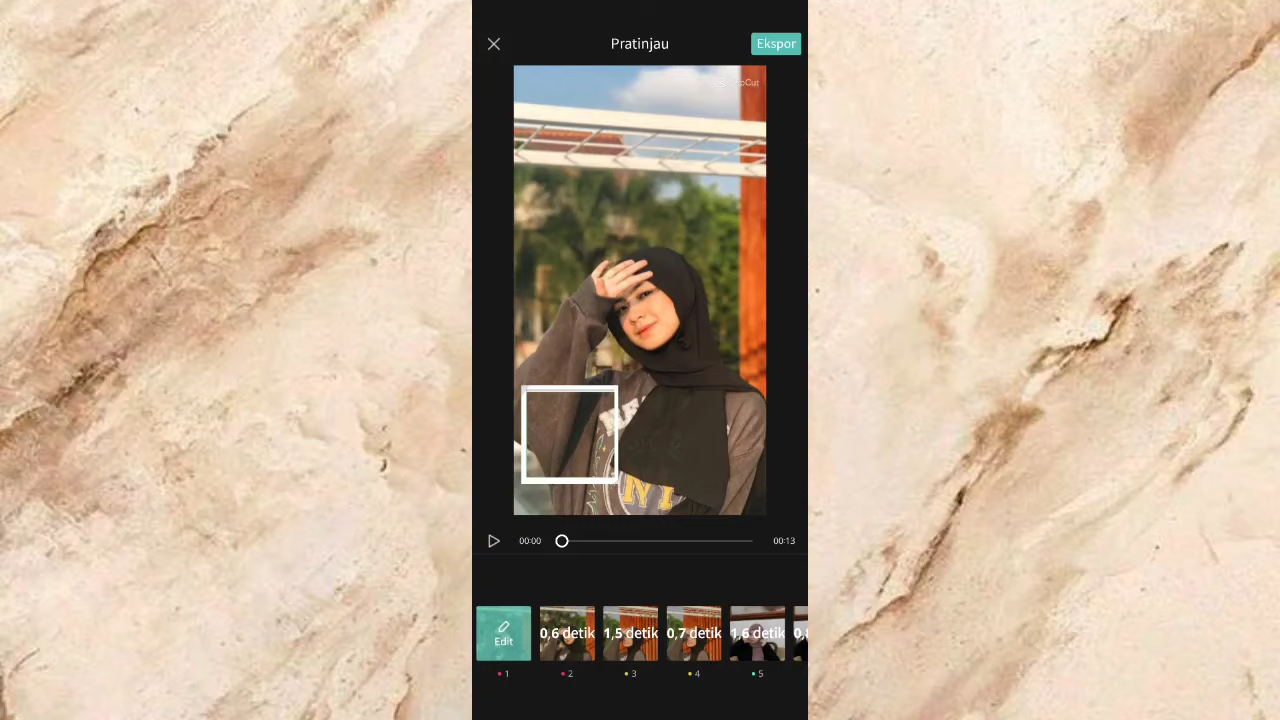 Pratinjau
Ekspor
NI
00:00
00:13
Edit
0,6 detik
1,5 detik
0,7 detik
1,6 detik
1
2
3
4
5